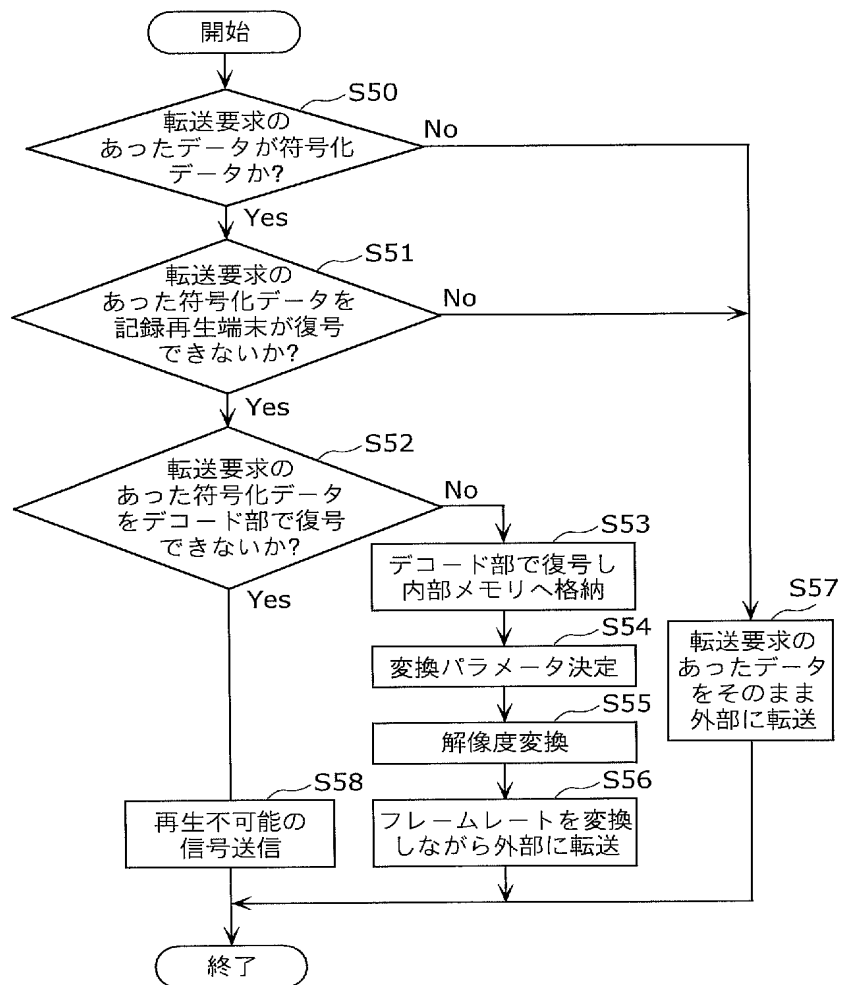 開始
S50
転送要求の
あったデータが符号化
データか?
No
Yes
S51
転送要求の
あった符号化データを
記録再生端末が復号
できないか?
No
Yes
S52
転送要求の
あった符号化データ
をデコード部で復号
できないか?
No
Yes
S53
デコード部で復号し
内部メモリへ格納
S54
変換パラメータ決定
S55
解像度変換
S56
フレームレートを変換
しながら外部に転送
S57
転送要求の
あったデータ
をそのまま
外部に転送
S58
再生不可能の
信号送信
終了